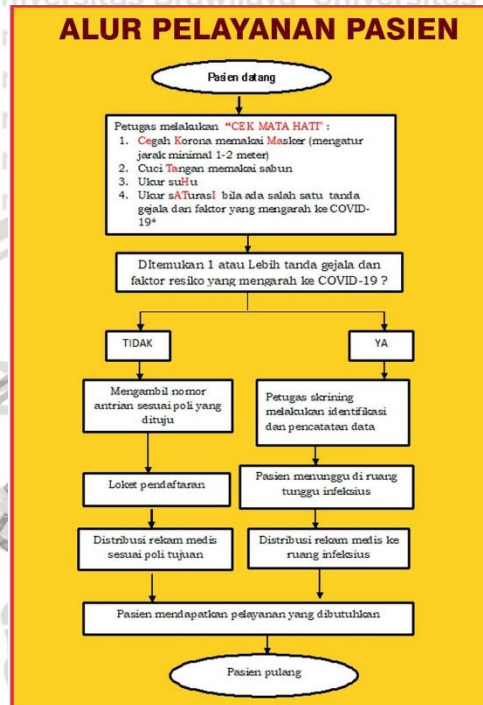 ALUR PELAYANAN PASIEN
Pasien datang
Petugas melakukan “CEK MATA HATI” :
1. Cegah Korona memakai Masker (mengatur
jarak minimal 1-2 meter)
2. Cuci Tangan memakai sabun
3. Ukur suHu
4. Ukur sATurasI bila ada salah satu tanda
gejala dan faktor yang mengarah ke COVID-
19*
DItemukan 1 atau Lebih tanda gejala dan
faktor resiko yang mengarah ke COVID-19 ?
TIDAK
YA
Mengambil nomor
antrian sesuai poli yang
dituju
Petugas skrining
melakukan identifikasi
dan pencatatan data
Loket pendaftaran
Pasien menunggu di ruang
tunggu infeksius
Distribusi rekam medis
sesuai poli tujuan
Distribusi rekam medis ke
ruang infeksius
Pasien mendapatkan pelayanan yang dibutuhkan
Pasien pulang